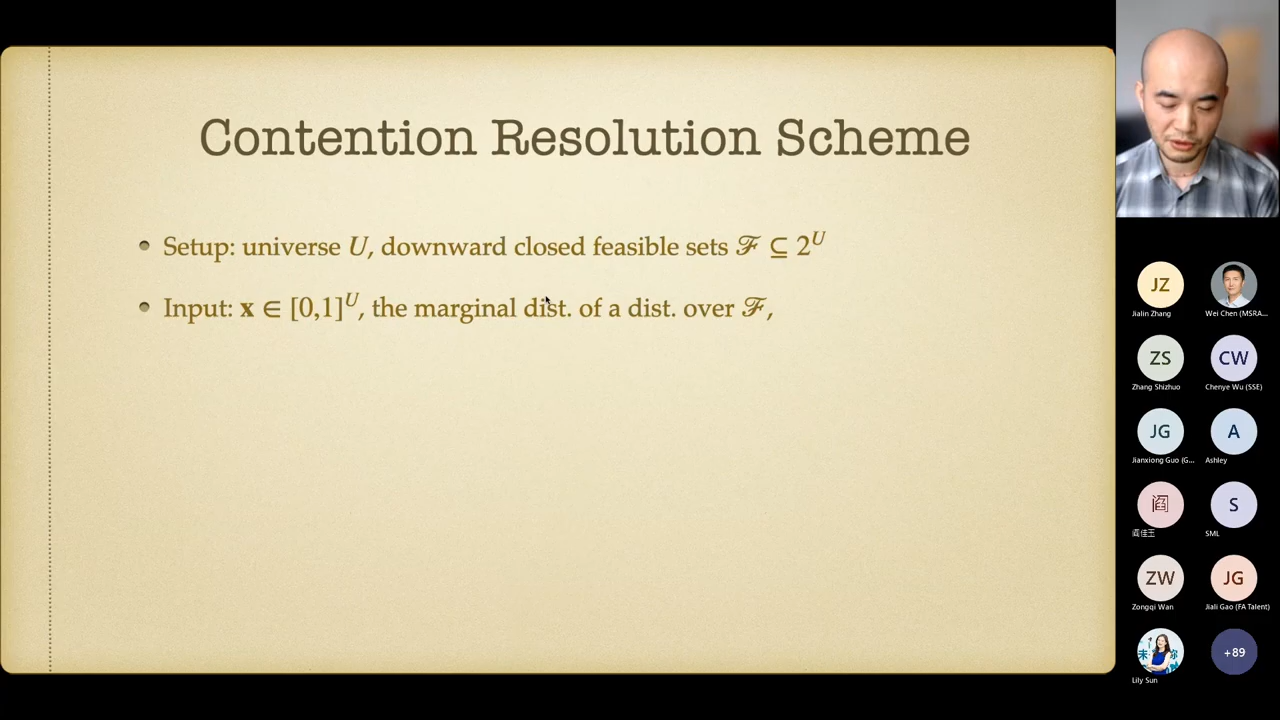 Contention Resolution Scheme
Setup: universe U, downward closed feasible sets ℱ ⊆ 2^U
Input: x ∈ [0,1]^U, the marginal dist. of a dist. over ℱ,
JZ
Jialin Zhang
Wei Chen (MSRA...
ZS
Zhang Shizhuo
CW
Chenye Wu (SSE)
JG
Jianxiong Guo (G...
A
Ashley
阎
阎佳王
S
SML
ZW
Zongqi Wan
JG
Jiali Gao (FA Talent)
Lily Sun
+89